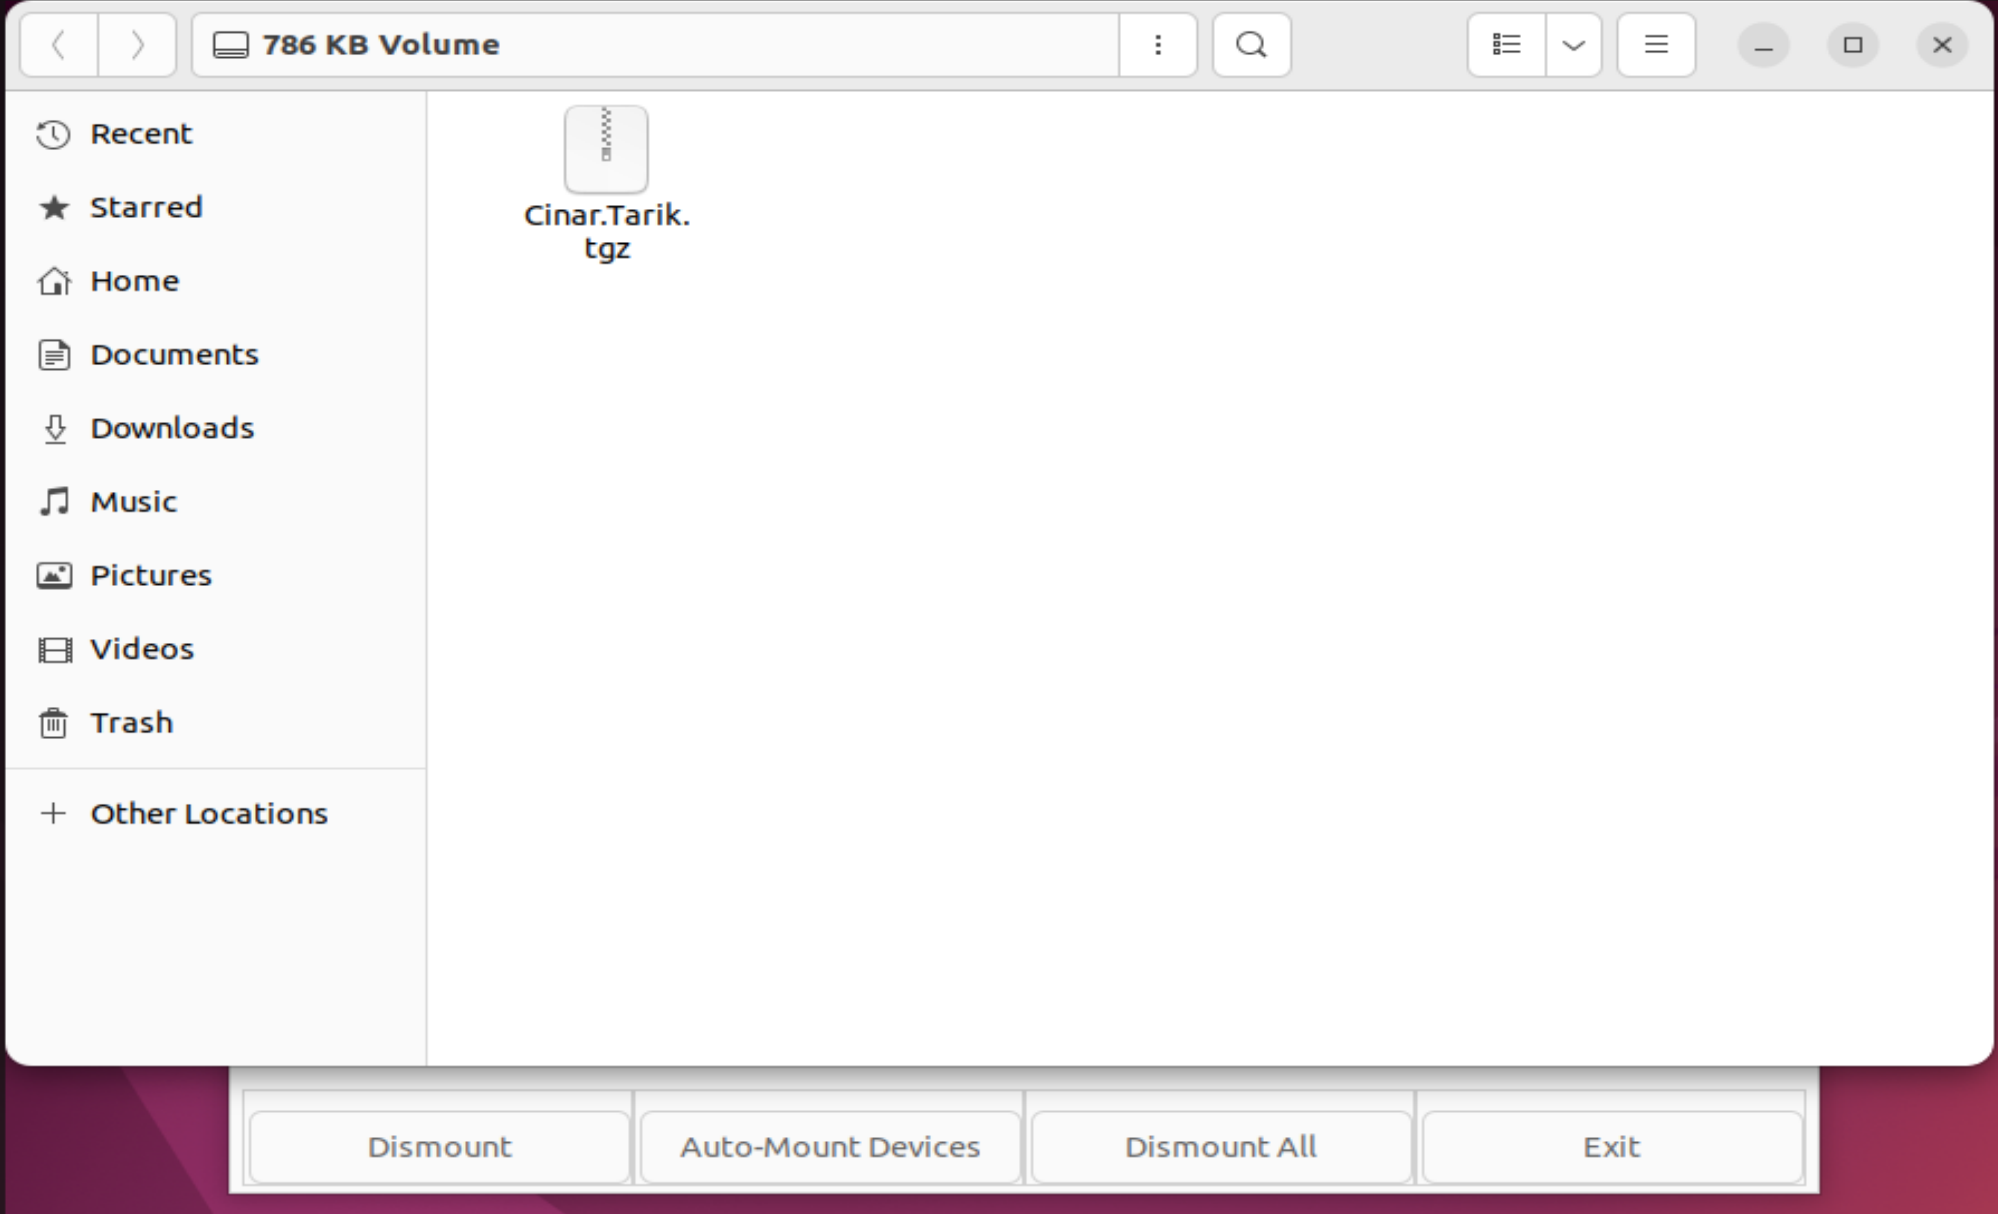 786 KB Volume
Recent
Starred
Home
Documents
Downloads
Music
Pictures
Videos
Trash
Other Locations
Cinar.Tarik.
tgz
Dismount
Auto-Mount Devices
Dismount All
Exit